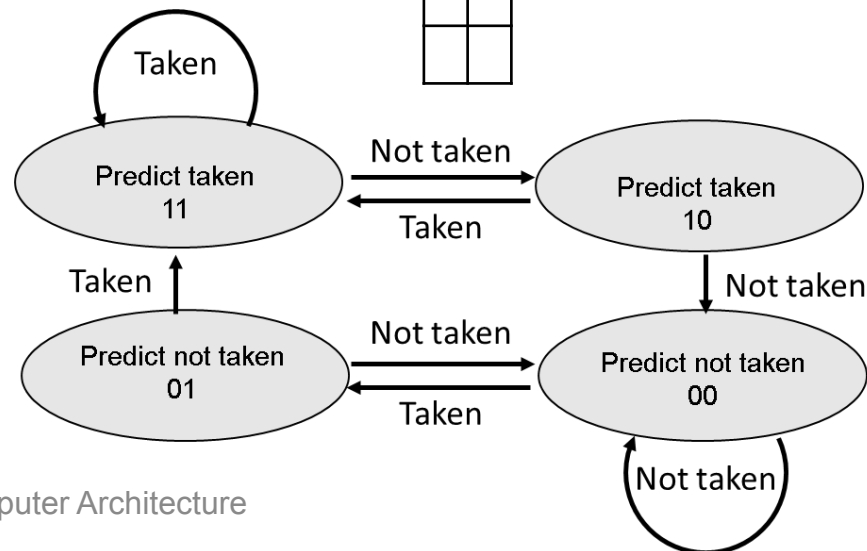 Taken
Not taken
Predict taken
11
Predict taken
10
Taken
Taken
Not taken
Not taken
Predict not taken
01
Predict not taken
00
Taken
Not taken
puter Architecture